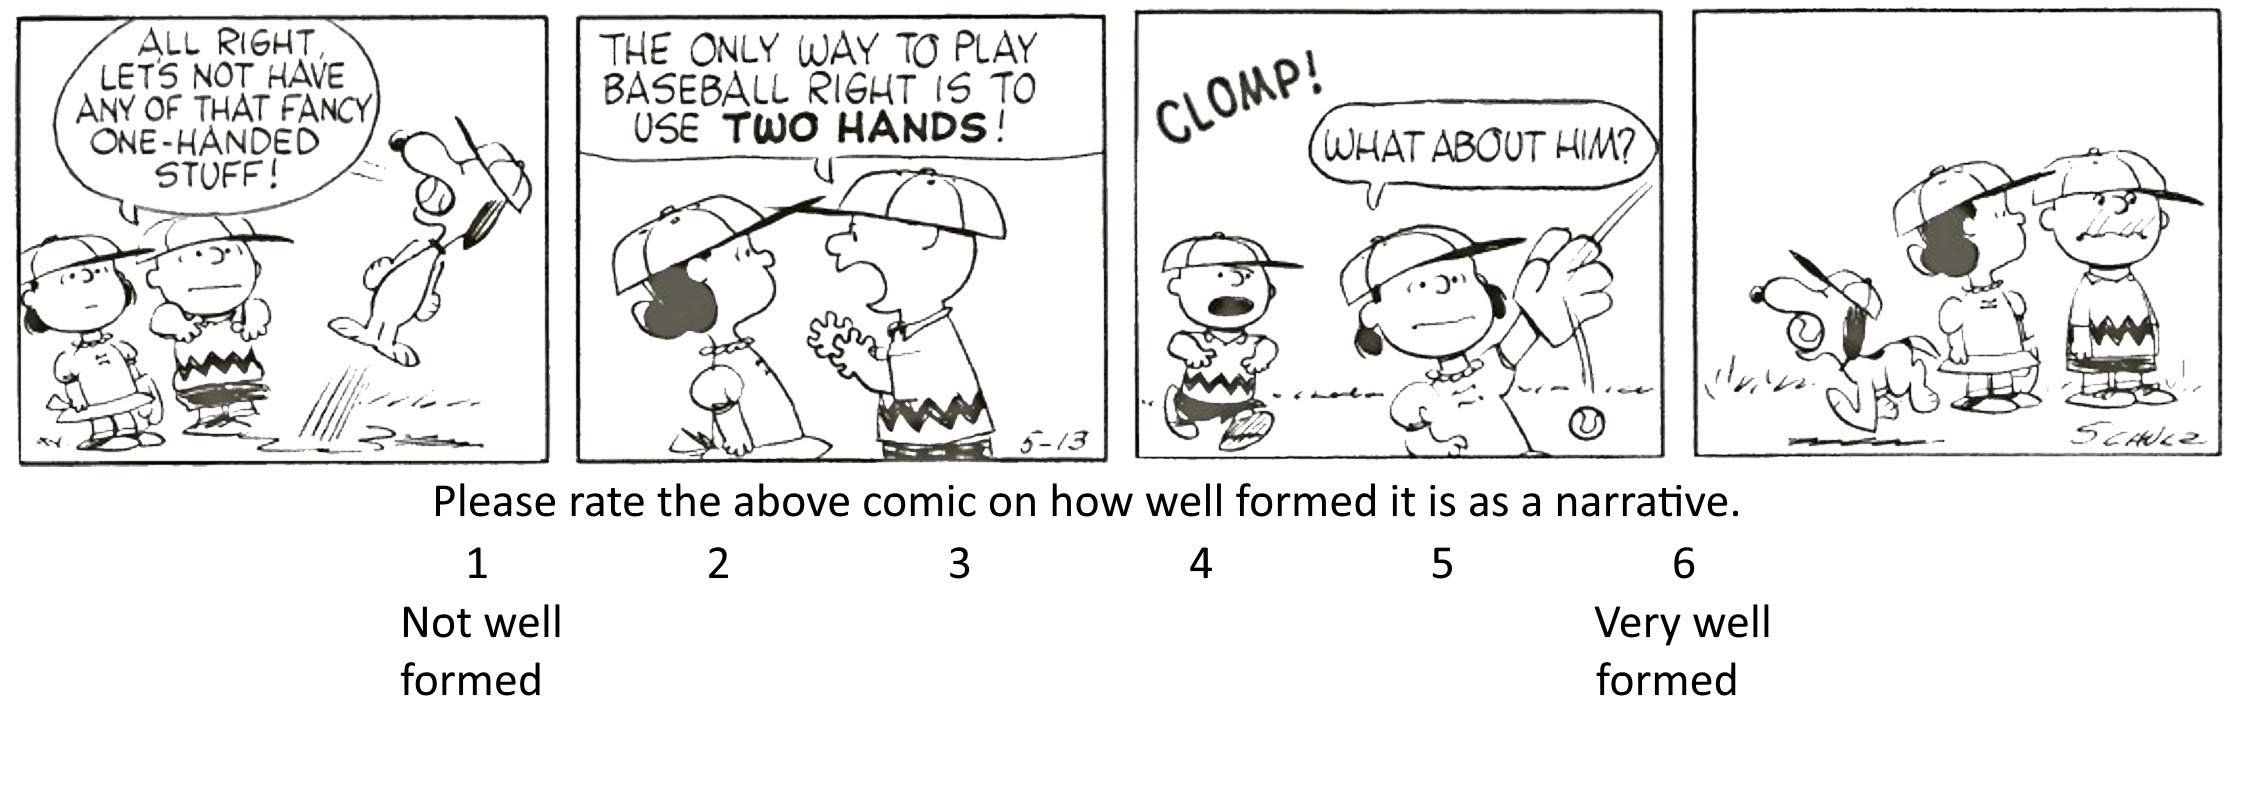 ALL RIGHT,
LET'S NOT HAVE
ANY OF THAT FANCY
ONE-HANDED
STUFF!
THE ONLY WAY TO PLAY
BASEBALL RIGHT IS TO
USE TWO HANDS!
5-13
CLOMP!
WHAT ABOUT HIM?
SCHULZ
Please rate the above comic on how well formed it is as a narrative.
1 2 3 4 5 6
Not well
formed
Very well
formed